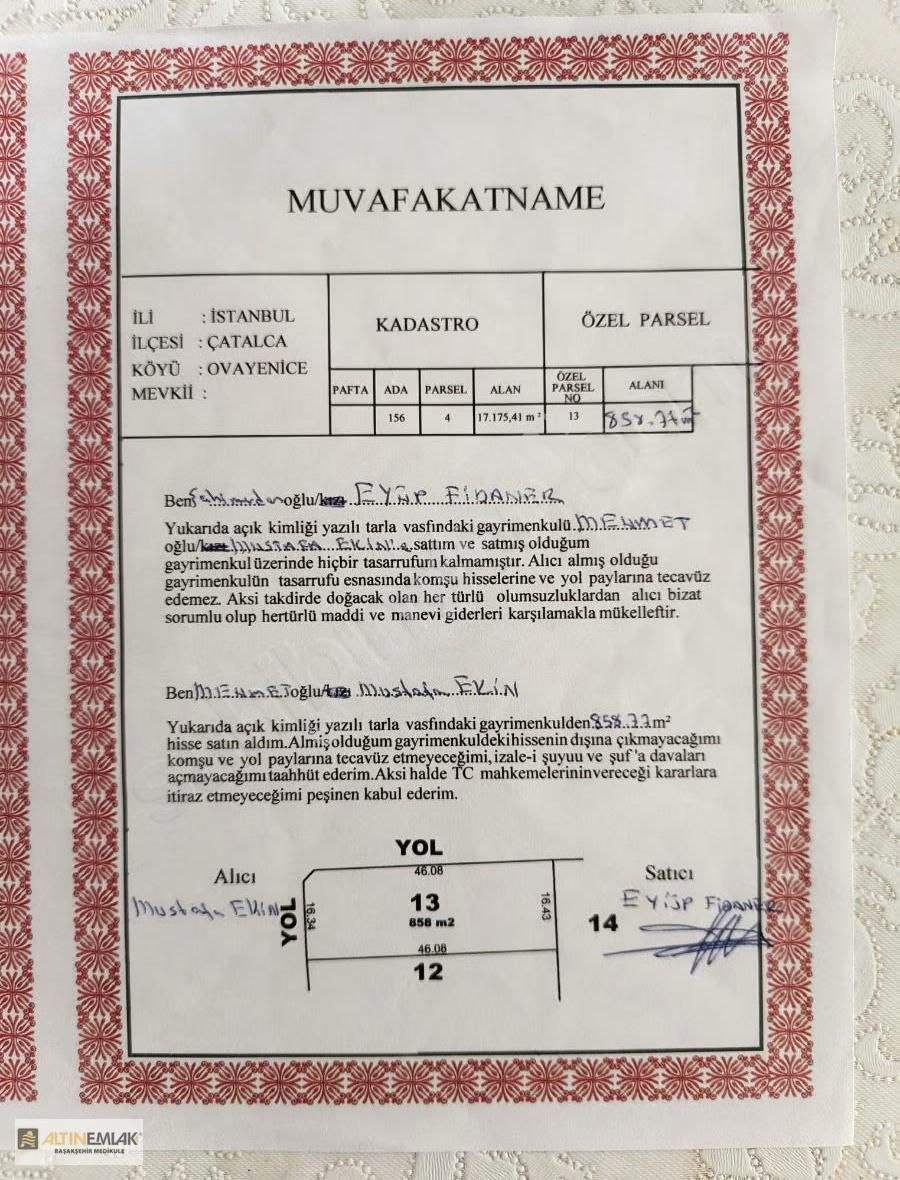 MUVAFAKATNAME
İLİ : İSTANBUL
İLÇESİ : ÇATALCA
KÖYÜ : OVAYENİCE
MEVKİİ :
KADASTRO
ÖZEL PARSEL
PAFTA ADA PARSEL ALAN ÖZEL PARSEL NO ALANI
156 4 17.175,41 m² 13 858.77m²
Ben oğlu/kızı EYÜP FİDANER
Yukarıda açık kimliği yazılı tarla vasfındaki gayrimenkulü MEHMET
oğlu/kızı MUSTAFA EKİN'e sattım ve satmış olduğum
gayrimenkul üzerinde hiçbir tasarrufum kalmamıştır. Alıcı almış olduğu
gayrimenkulün tasarrufu esnasında komşu hisselerine ve yol paylarına tecavüz
edemez. Aksi takdirde doğacak olan her türlü olumsuzluklardan alıcı bizat
sorumlu olup hertürlü maddi ve manevi giderleri karşılamakla mükelleftir.
Ben MEHMET oğlu/kızı Mustafa EKİN
Yukarıda açık kimliği yazılı tarla vasfındaki gayrimenkulden 858.77m²
hisse satın aldım.Almiş olduğum gayrimenkuldeki hissenin dışına çıkmayacağımı
komşu ve yol paylarına tecavüz etmeyeceğimi,izale-i şuyuu ve şuf'a davaları
açmayacağımı taahhüt ederim.Aksi halde TC mahkemelerinin vereceği kararlara
itiraz etmeyeceğimi peşinen kabul ederim.
YOL
46.08
Alıcı
Satıcı
Mustafa EKİN
EYÜP FİDANER
YOL
16.34
13
858 m2
16.43
14
46.08
12
ALTINEMLAK
BAŞAKŞEHİR MEDİKULE